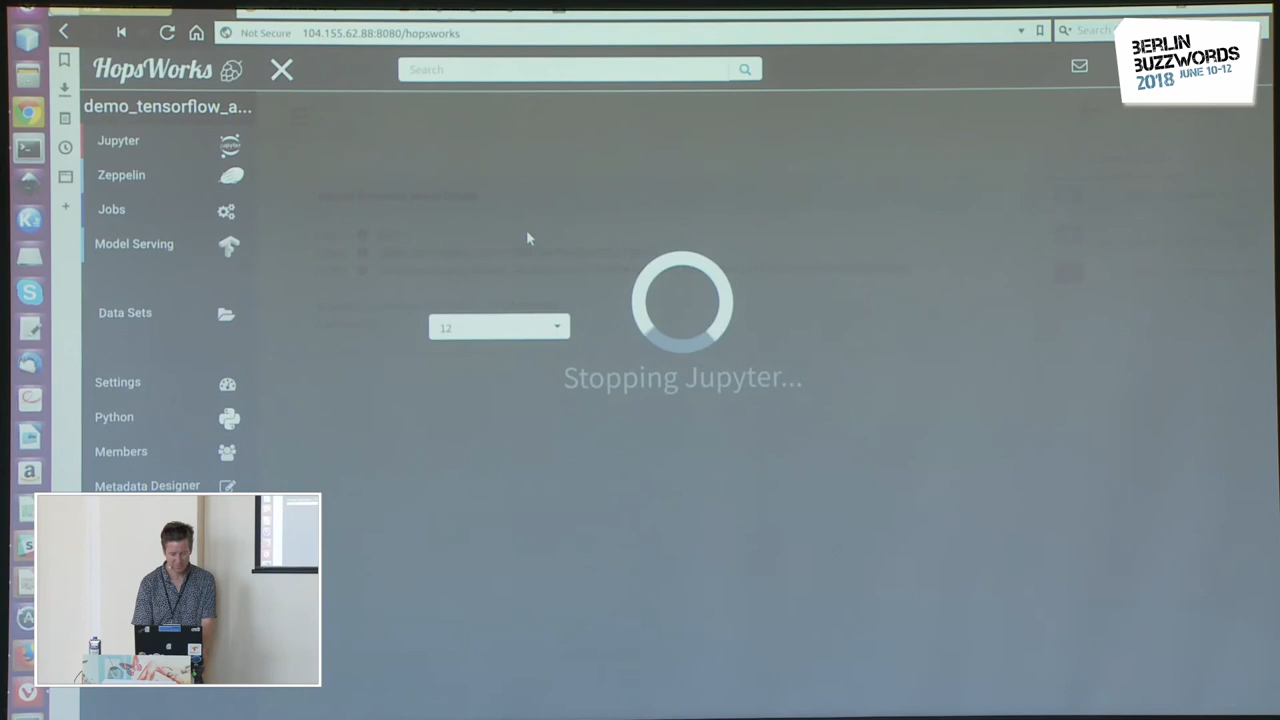 Not Secure 104.155.62.88:8080/hopsworks
Search
BERLIN
BUZZWORDS
2018 JUNE 10-12
HopsWorks
Search
demo_tensorflow_a...
Jupyter
jupyter
Zeppelin
Jobs
Model Serving
Data Sets
12
Stopping Jupyter...
Settings
Python
Members
Metadata Designer